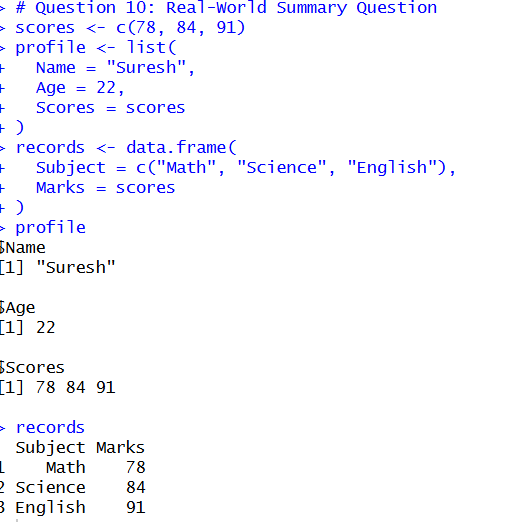 > # Question 10: Real-World Summary Question
> scores <- c(78, 84, 91)
> profile <- list(
+   Name = "Suresh",
+   Age = 22,
+   Scores = scores
+ )
> records <- data.frame(
+   Subject = c("Math", "Science", "English"),
+   Marks = scores
+ )
> profile
$Name
[1] "Suresh"

$Age
[1] 22

$Scores
[1] 78 84 91

> records
  Subject Marks
1    Math    78
2 Science    84
3 English    91